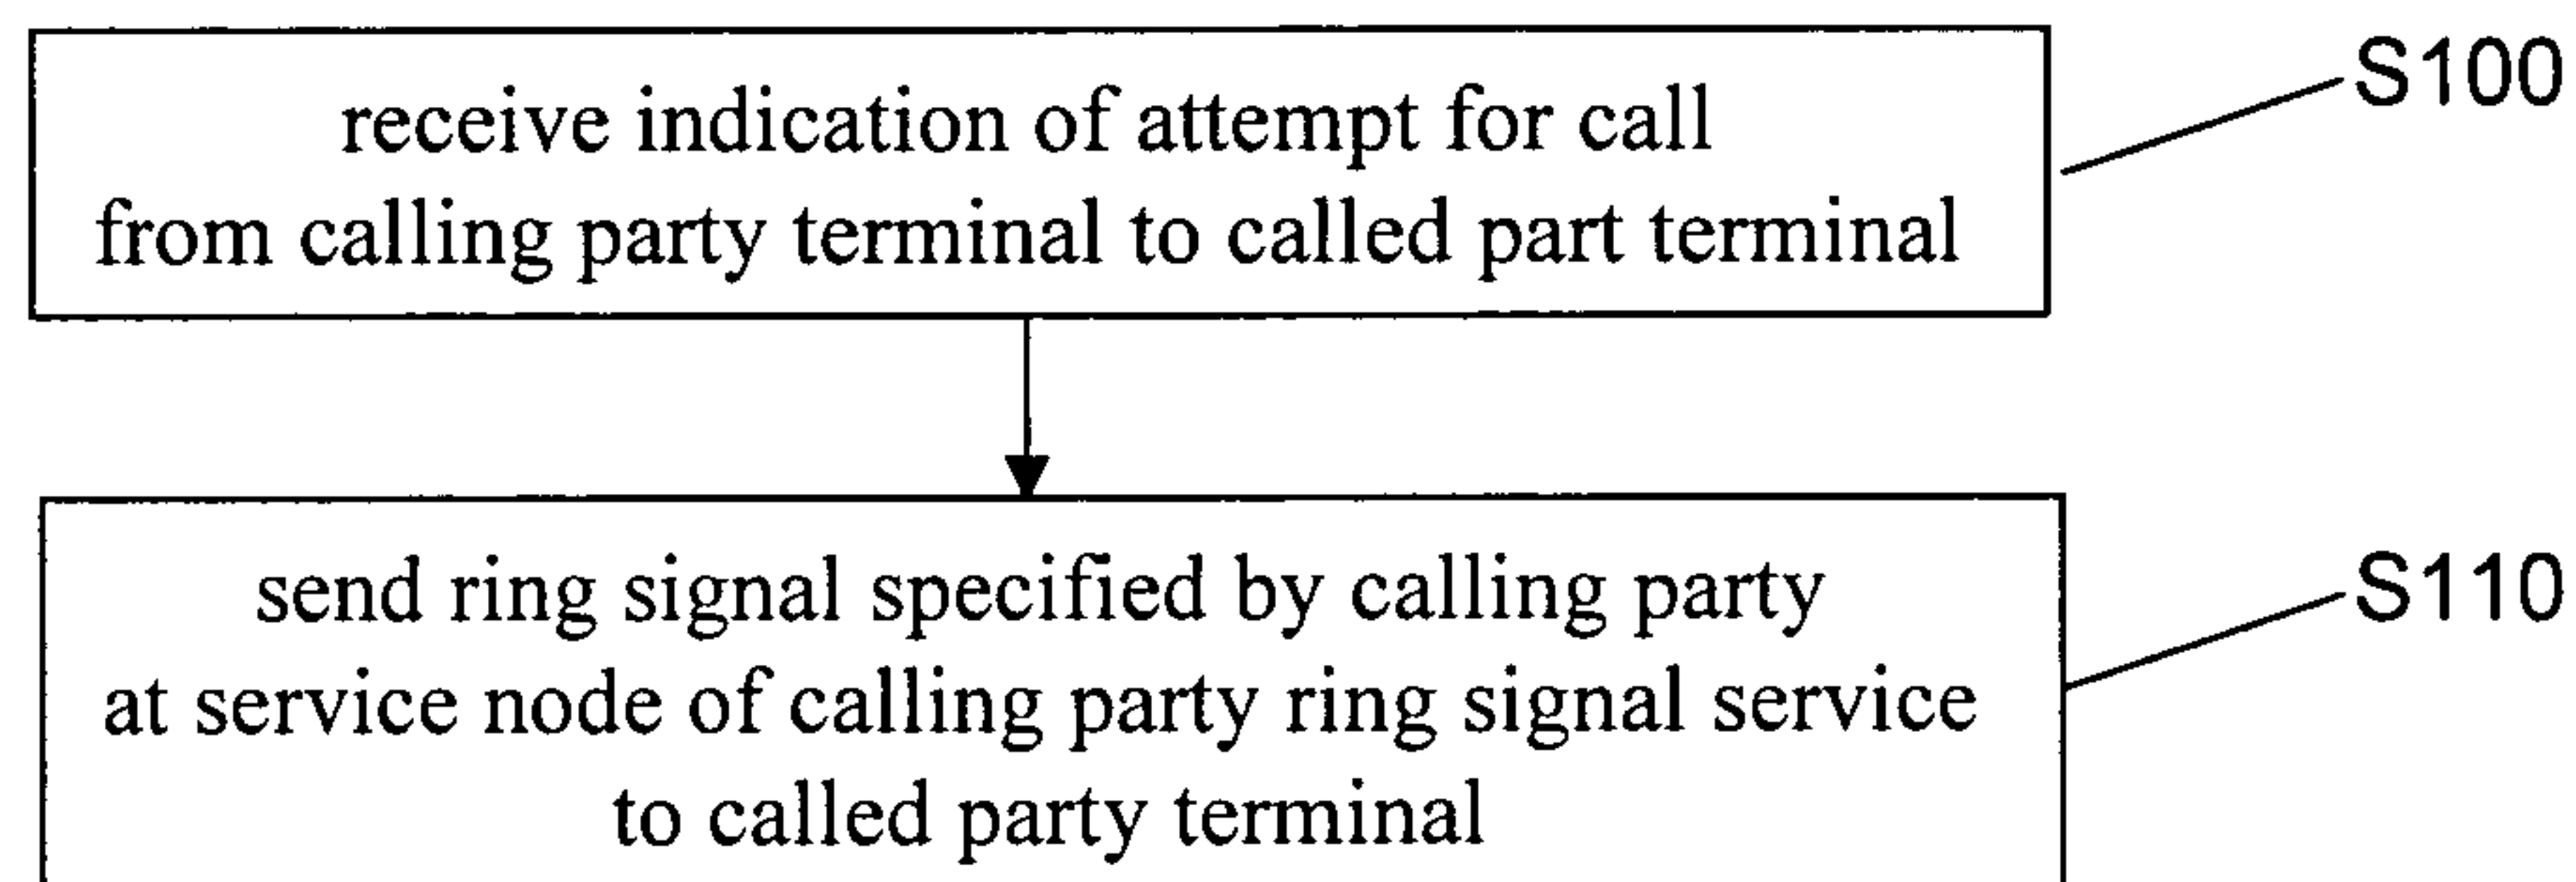 receive indication of attempt for call
from calling party terminal to called part terminal
S100
send ring signal specified by calling party
at service node of calling party ring signal service
to called party terminal
S110